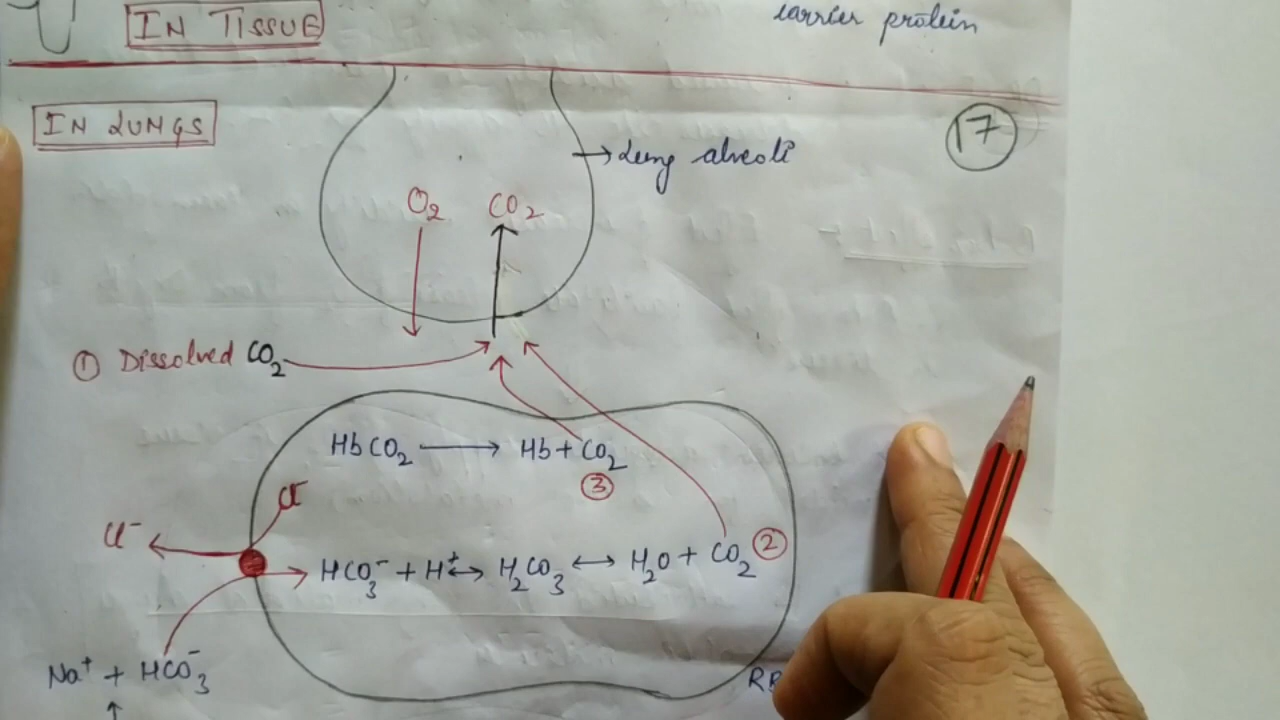 IN TISSUE
carrier protein
IN LUNGS
17
→ Lung alveoli
O₂ CO₂
① Dissolved CO₂
HbCO₂ → Hb + CO₂
③
Cl⁻
Cl⁻
HCO₃⁻ + H⁺ ↔ H₂CO₃ ↔ H₂O + CO₂ ②
Na⁺ + HCO₃⁻